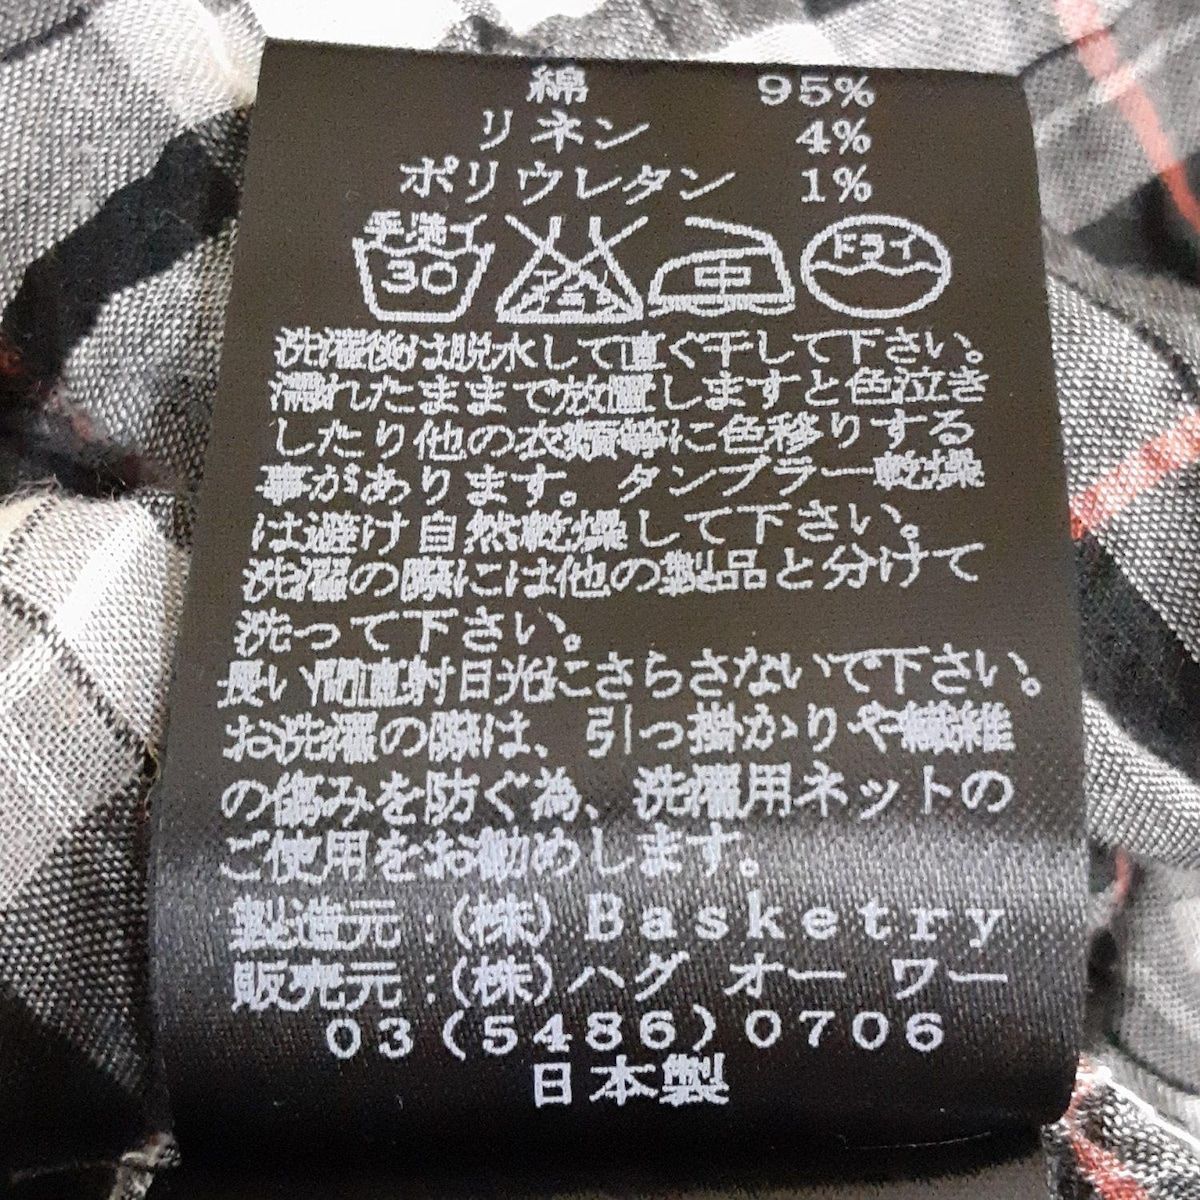 綿 95%
リネン 4%
ポリウレタン 1%
手洗イ 30 エンソ 中 ドライ
洗濯後は脱水して直ぐ干して下さい。
濡れたままで放置しますと色泣き
したり他の衣類等に色移りする
事があります。タンブラー乾燥
は避け自然乾燥して下さい。
洗濯の際には他の製品と分けて
洗って下さい。
長い間直射日光にさらさないで下さい。
お洗濯の際は、引っ掛かりや繊維
の傷みを防ぐ為、洗濯用ネットの
ご使用をお勧めします。
製造元:(株)Basketry
販売元:(株)ハグ オー ワー
03(5486)0706
日本製